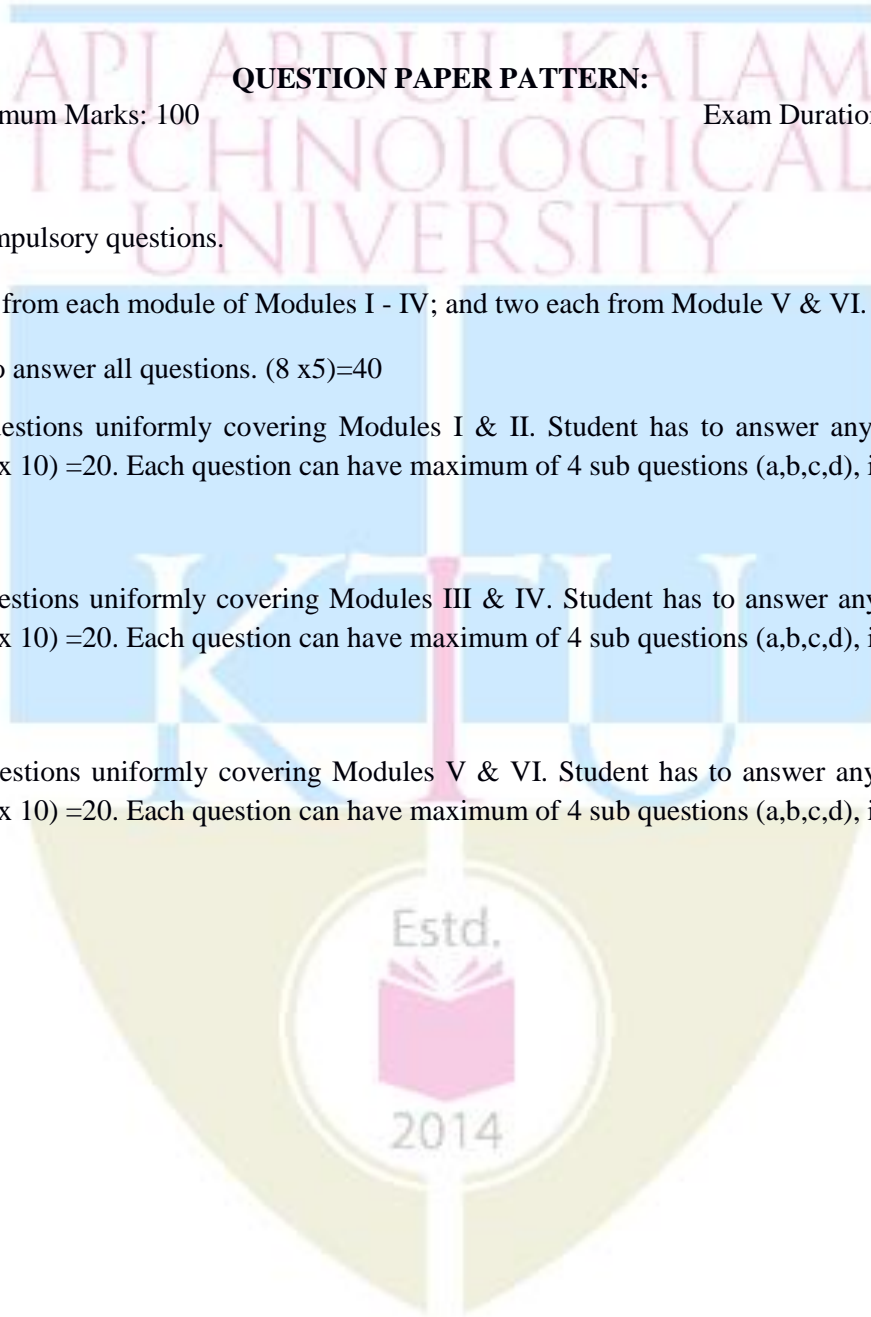 API ABDUL KALAM
TECHNOLOGICAL
UNIVERSITY
QUESTION PAPER PATTERN:
mum Marks: 100 Exam Duration
mpulsory questions.
from each module of Modules I - IV; and two each from Module V & VI.
o answer all questions. (8 x5)=40
estions uniformly covering Modules I & II. Student has to answer any
x 10) =20. Each question can have maximum of 4 sub questions (a,b,c,d), i
estions uniformly covering Modules III & IV. Student has to answer any
x 10) =20. Each question can have maximum of 4 sub questions (a,b,c,d), i
KTU
estions uniformly covering Modules V & VI. Student has to answer any
x 10) =20. Each question can have maximum of 4 sub questions (a,b,c,d), i
Estd.
2014